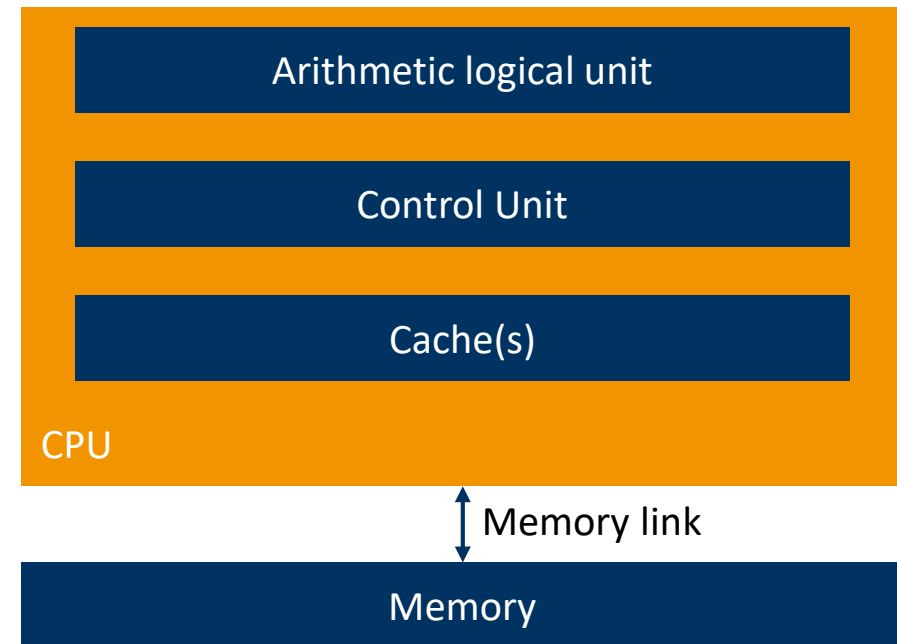 Arithmetic logical unit
Control Unit
Cache(s)
CPU
Memory link
Memory